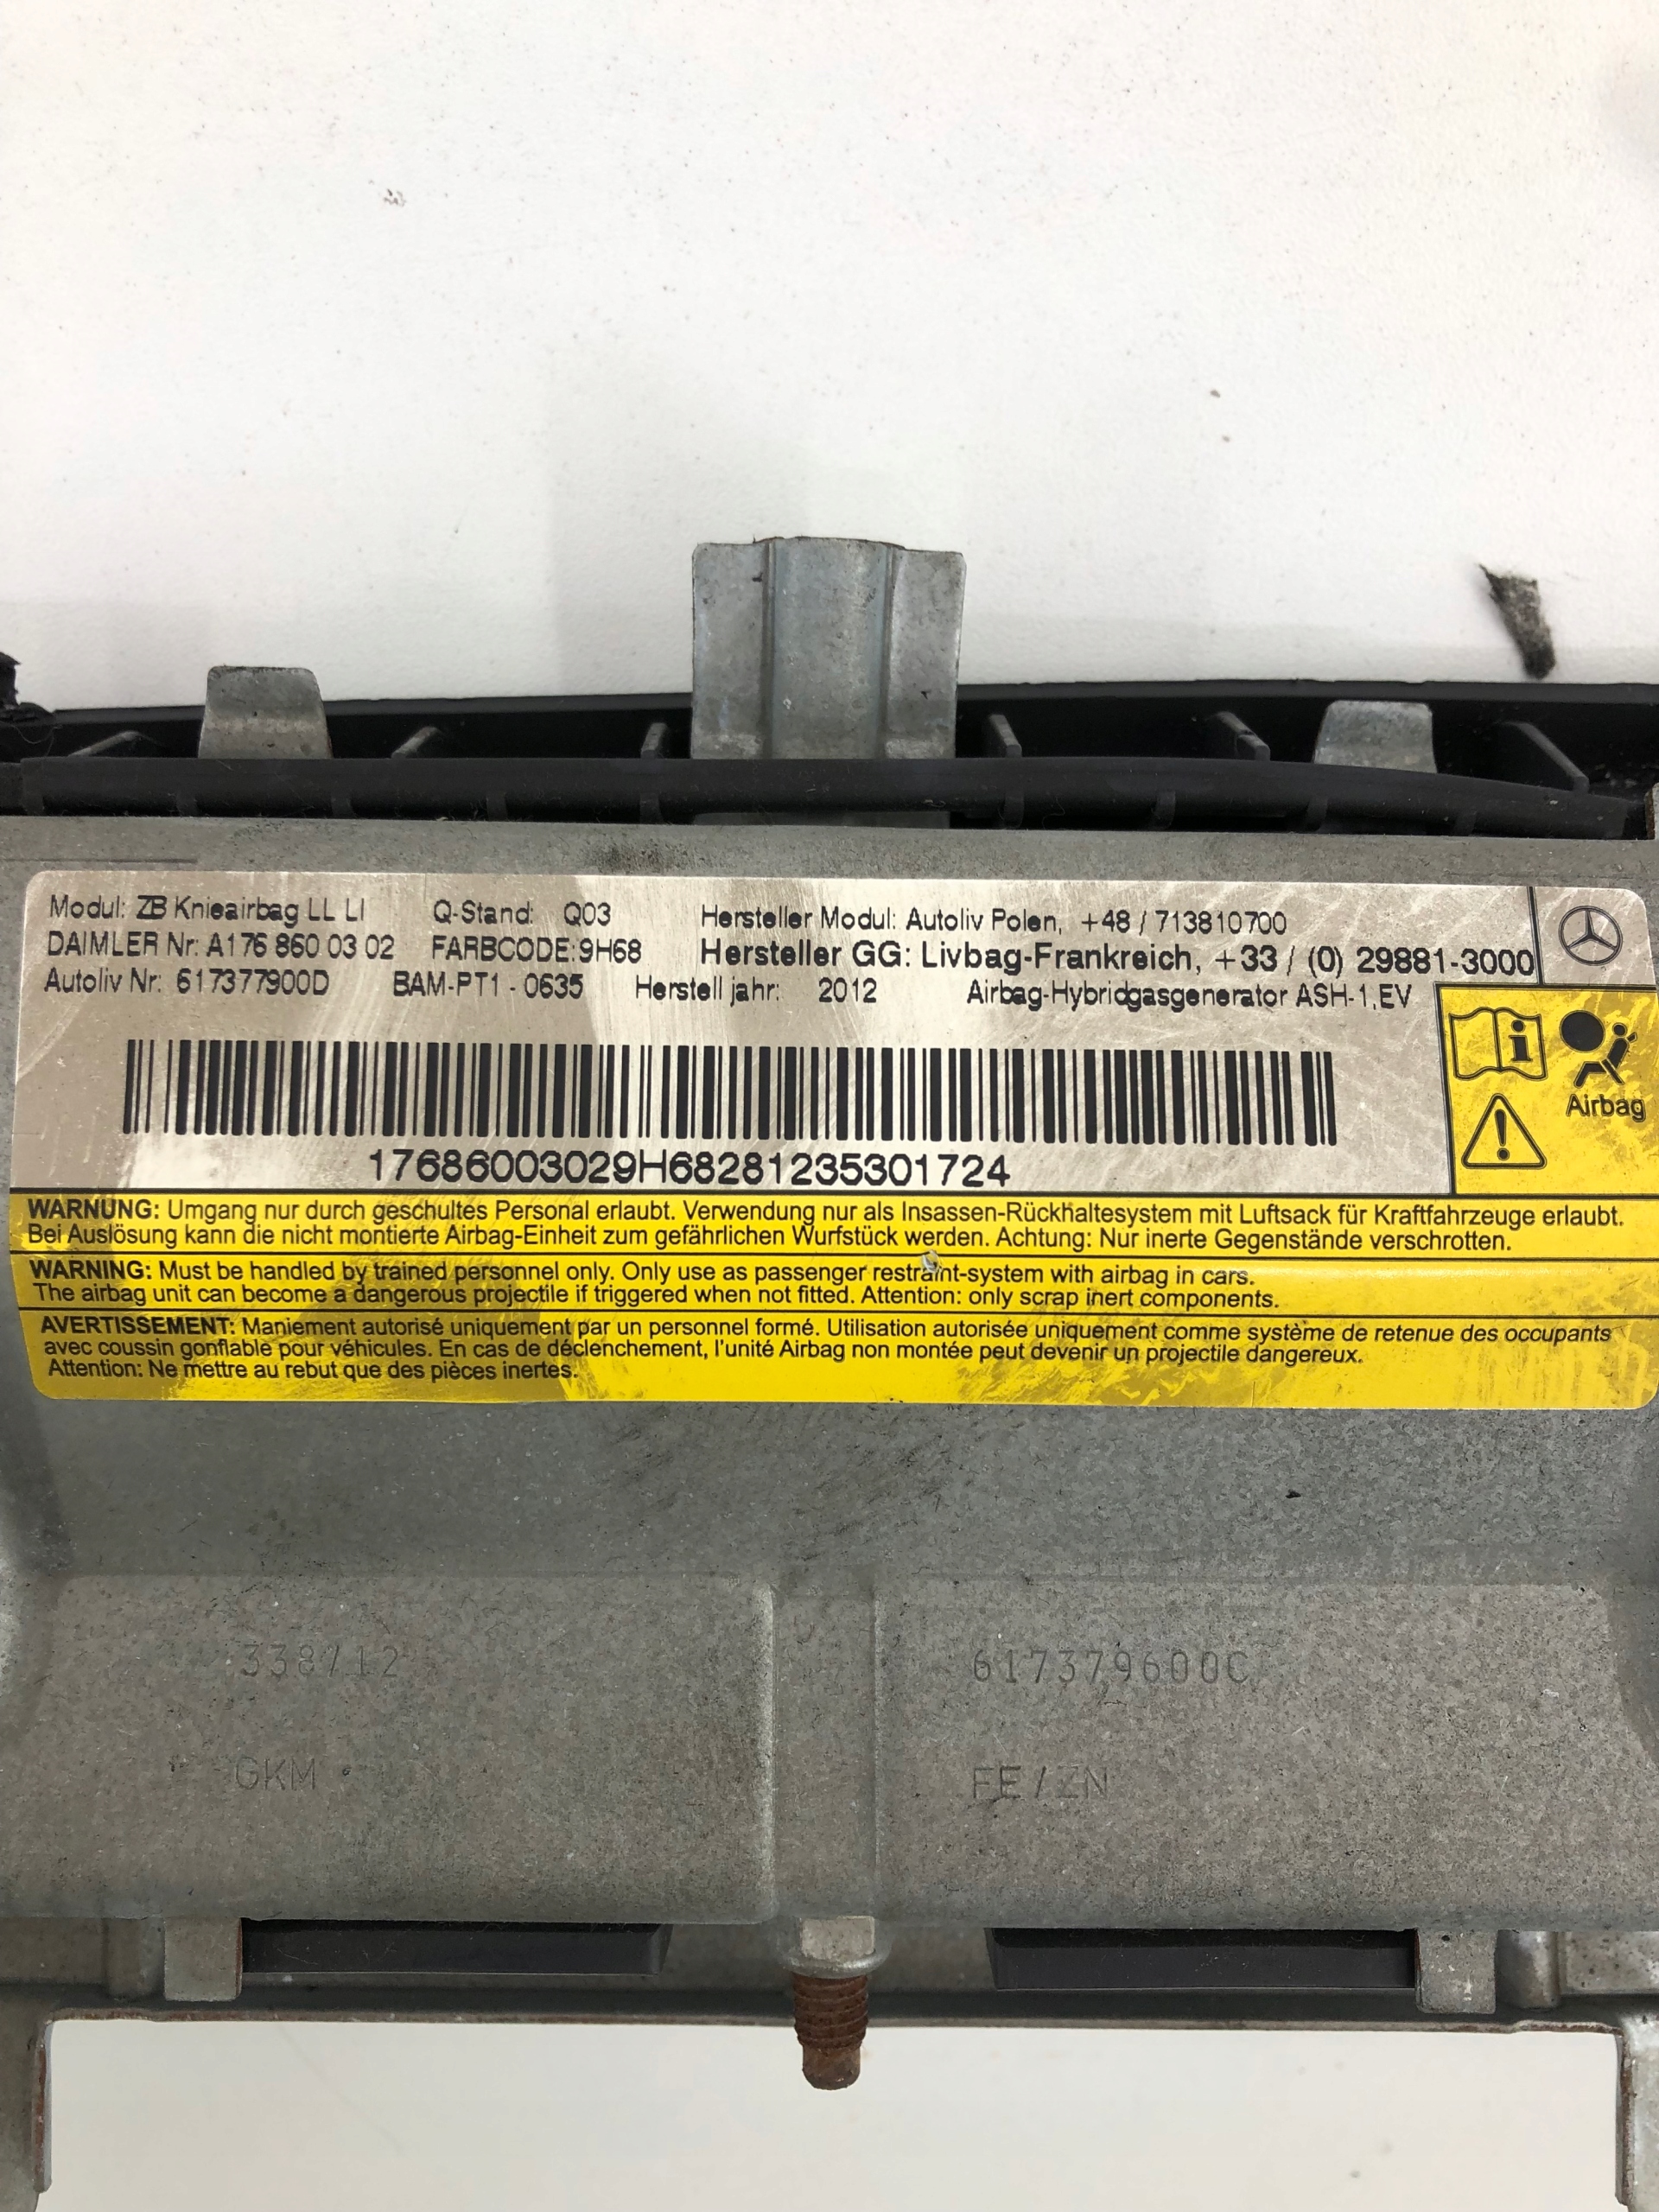 Modul: ZB Knieairbag LL LI Q-Stand: Q03 Hersteller Modul: Autoliv Polen, +48 / 713810700
DAIMLER Nr: A176 860 03 02 FARBCODE: 9H68 Hersteller GG: Livbag-Frankreich, +33 / (0) 29881-3000
Autoliv Nr: 617377900D BAM-PT1 - 0635 Herstell jahr: 2012 Airbag-Hybridgasgenerator ASH-1,EV
Airbag
17686003029H68281235301724
WARNUNG: Umgang nur durch geschultes Personal erlaubt. Verwendung nur als Insassen-Rückhaltesystem mit Luftsack für Kraftfahrzeuge erlaubt.
Bei Auslösung kann die nicht montierte Airbag-Einheit zum gefährlichen Wurfstück werden. Achtung: Nur inerte Gegenstände verschrotten.
WARNING: Must be handled by trained personnel only. Only use as passenger restraint-system with airbag in cars.
The airbag unit can become a dangerous projectile if triggered when not fitted. Attention: only scrap inert components.
AVERTISSEMENT: Maniement autorisé uniquement par un personnel formé. Utilisation autorisée uniquement comme système de retenue des occupants
avec coussin gonflable pour véhicules. En cas de déclenchement, l'unité Airbag non montée peut devenir un projectile dangereux.
Attention: Ne mettre au rebut que des pièces inertes.
617379600C
GKM
FE/ZN